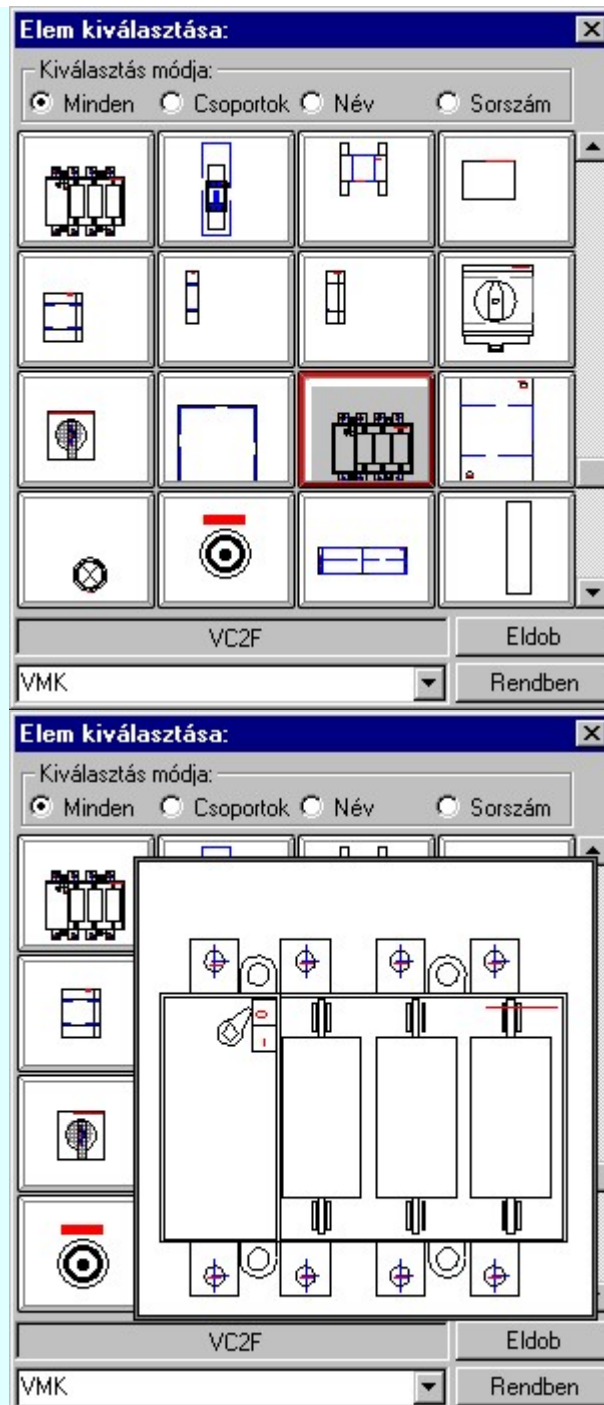 Elem kiválasztása:
Kiválasztás módja:
Minden Csoportok Név Sorszám
VC2F Eldob
VMK Rendben
Elem kiválasztása:
Kiválasztás módja:
Minden Csoportok Név Sorszám
O
I
VC2F Eldob
VMK Rendben